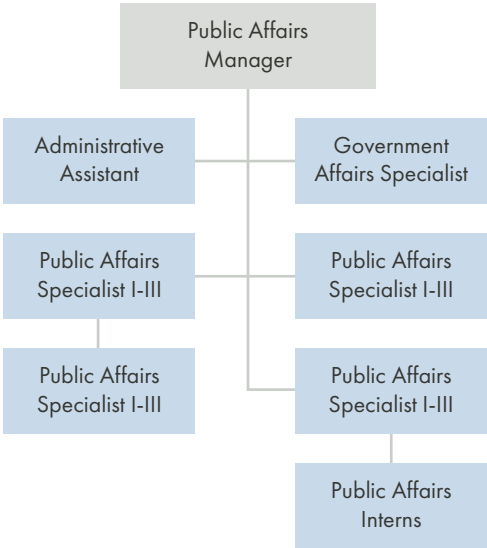 Public Affairs
Manager
Administrative
Assistant
Government
Affairs Specialist
Public Affairs
Specialist I-III
Public Affairs
Specialist I-III
Public Affairs
Specialist I-III
Public Affairs
Specialist I-III
Public Affairs
Interns